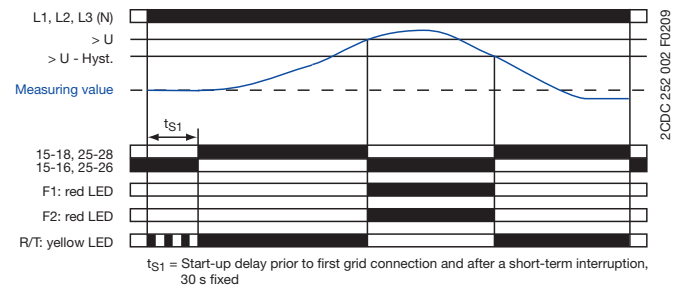 L1, L2, L3 (N)
> U
> U - Hyst.
Measuring value
tS1
15-18, 25-28
15-16, 25-26
F1: red LED
F2: red LED
R/T: yellow LED
tS1 = Start-up delay prior to first grid connection and after a short-term interruption,
30 s fixed
2CDC 252 002 F0209